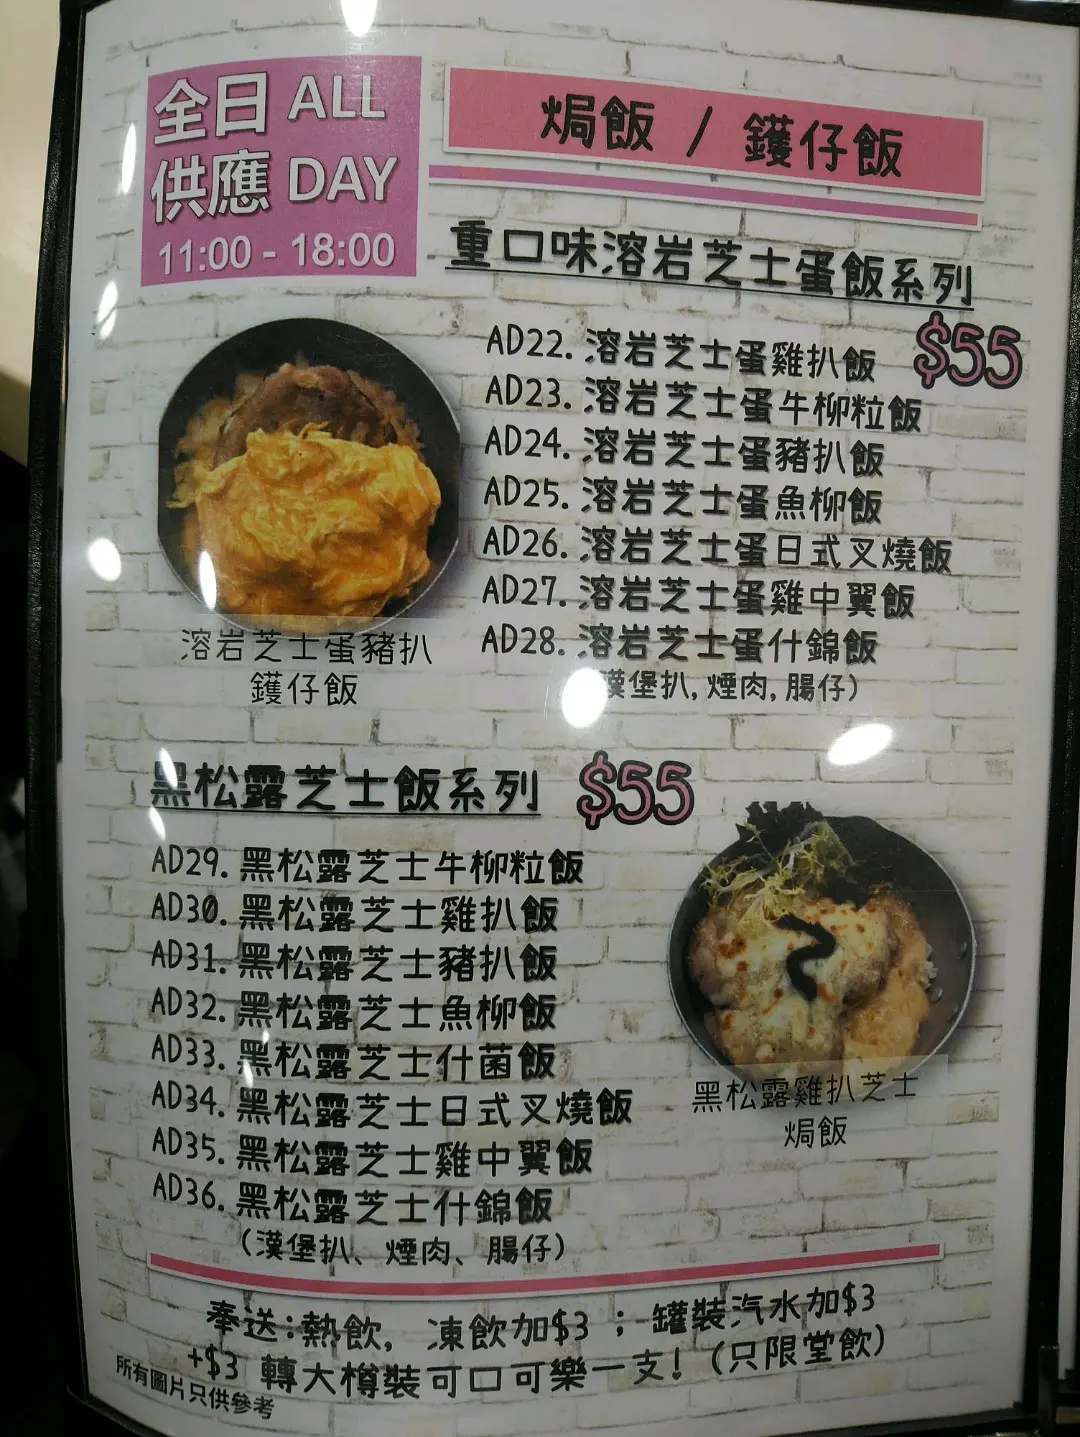 全日 ALL
供應 DAY
11:00 - 18:00
焗飯 / 鑊仔飯
重口味溶岩芝士蛋飯系列
$55
AD22. 溶岩芝士蛋雞扒飯
AD23. 溶岩芝士蛋牛柳粒飯
AD24. 溶岩芝士蛋豬扒飯
AD25. 溶岩芝士蛋魚柳飯
AD26. 溶岩芝士蛋日式叉燒飯
AD27. 溶岩芝士蛋雞中翼飯
AD28. 溶岩芝士蛋什錦飯
漢堡扒, 煙肉, 腸仔)
溶岩芝士蛋豬扒
鑊仔飯
黑松露芝士飯系列 $55
AD29. 黑松露芝士牛柳粒飯
AD30. 黑松露芝士雞扒飯
AD31. 黑松露芝士豬扒飯
AD32. 黑松露芝士魚柳飯
AD33. 黑松露芝士什菌飯
AD34. 黑松露芝士日式叉燒飯
AD35. 黑松露芝士雞中翼飯
AD36. 黑松露芝士什錦飯
(漢堡扒、煙肉、腸仔)
黑松露雞扒芝士
焗飯
奉送:熱飲, 凍飲加$3 ; 罐裝汽水加$3
+$3 轉大樽裝可口可樂一支! (只限堂飲)
所有圖片只供參考